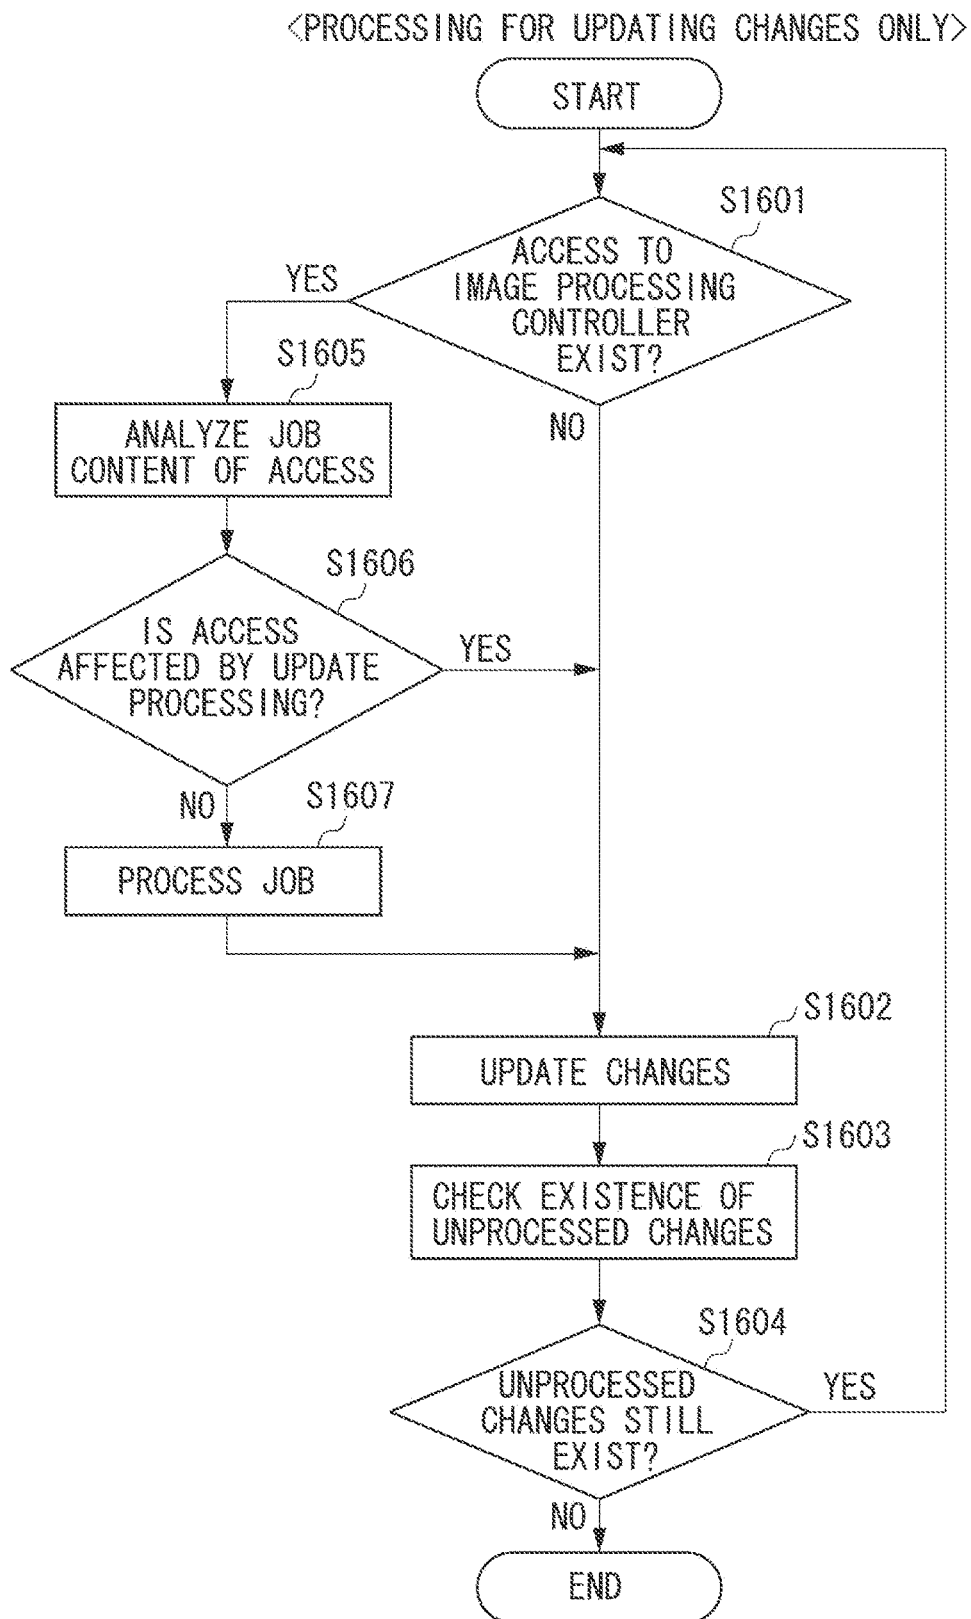 <PROCESSING FOR UPDATING CHANGES ONLY>
START
S1601
ACCESS TO
IMAGE PROCESSING
CONTROLLER
EXIST?
YES
NO
S1605
ANALYZE JOB
CONTENT OF ACCESS
S1606
IS ACCESS
AFFECTED BY UPDATE
PROCESSING?
YES
NO
S1607
PROCESS JOB
S1602
UPDATE CHANGES
S1603
CHECK EXISTENCE OF
UNPROCESSED CHANGES
S1604
UNPROCESSED
CHANGES STILL
EXIST?
YES
NO
END